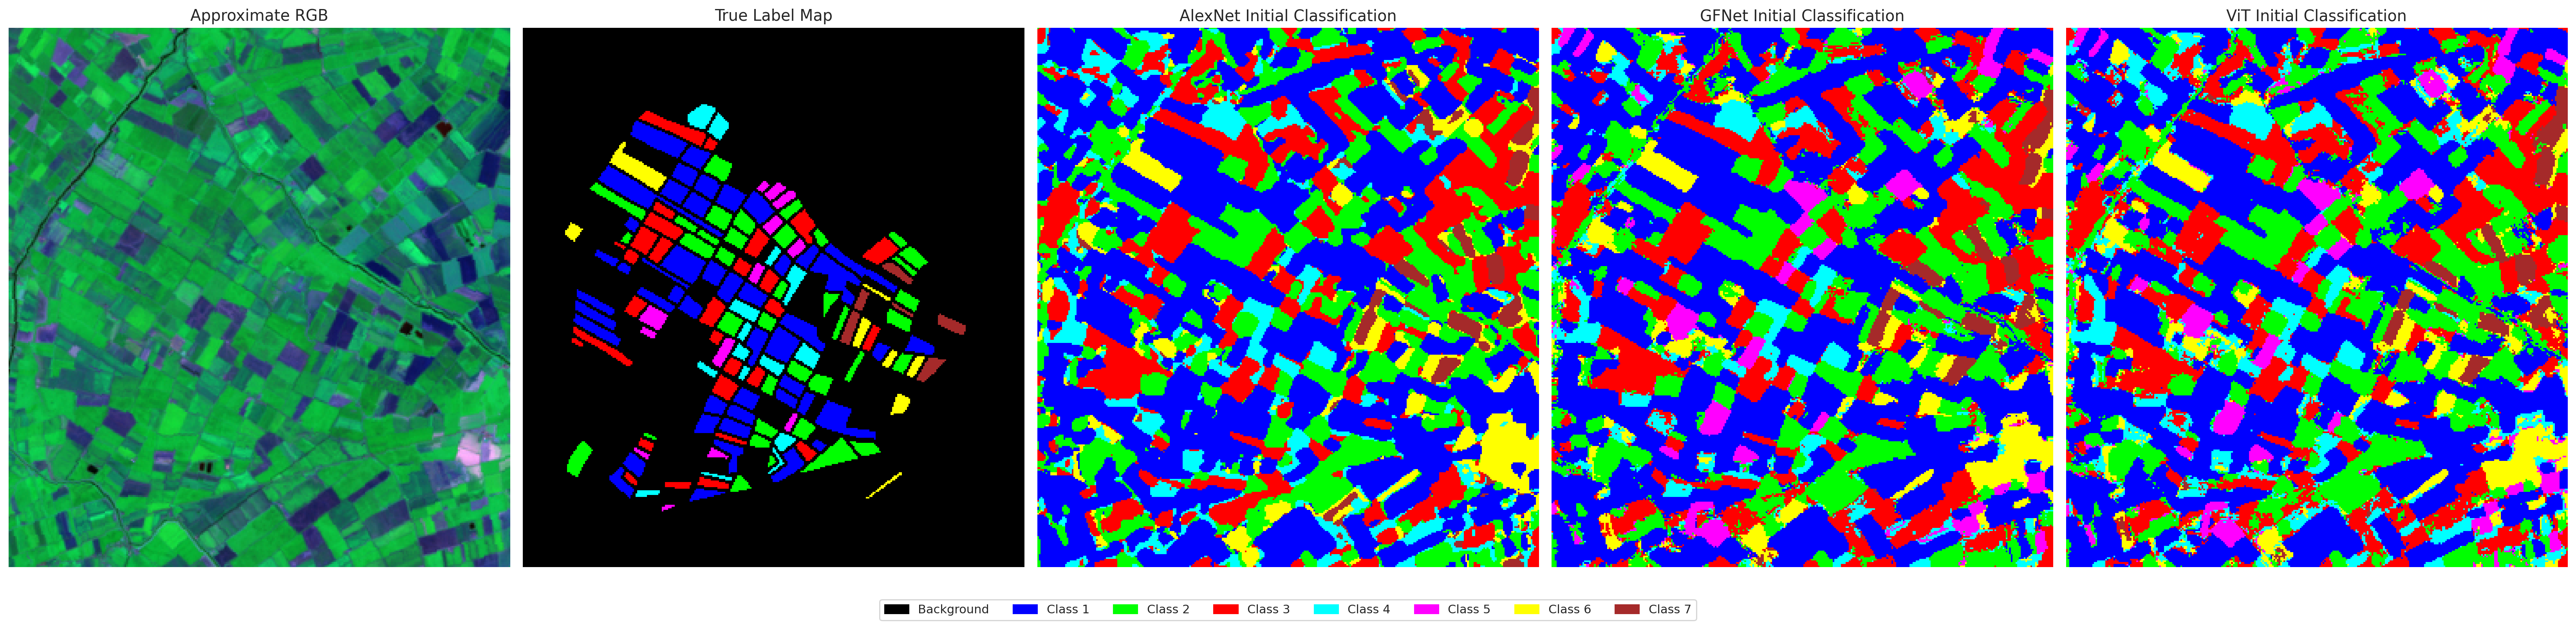 Approximate RGB
True Label Map
AlexNet Initial Classification
GFNet Initial Classification
ViT Initial Classification
Background Class 1 Class 2 Class 3 Class 4 Class 5 Class 6 Class 7